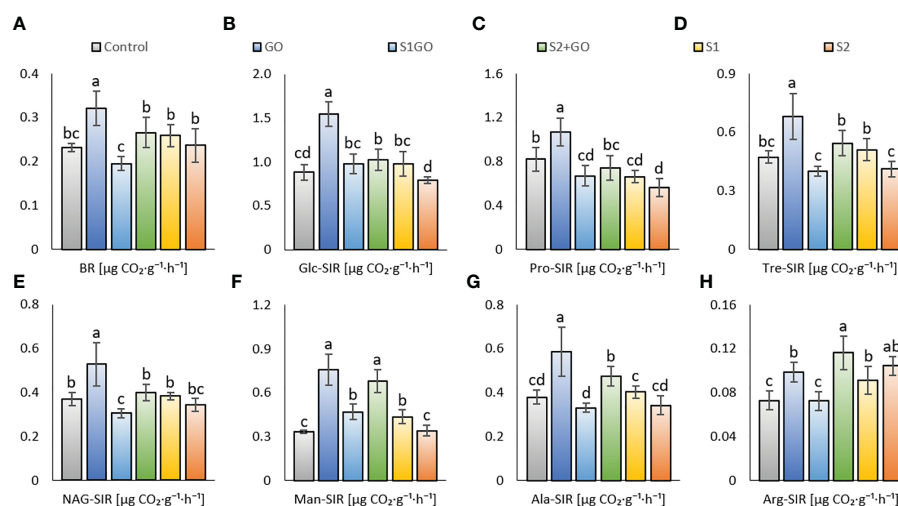 A B C D
Control GO S1GO S2+GO S1 S2
0.4 0.3 0.2 0.1 0
bc a c b b b
BR [µg CO₂·g⁻¹·h⁻¹]
2.0 1.5 1.0 0.5 0.0
cd a bc b bc d
Glc-SIR [µg CO₂·g⁻¹·h⁻¹]
1.6 1.2 0.8 0.4 0
b a cd bc cd d
Pro-SIR [µg CO₂·g⁻¹·h⁻¹]
0.9 0.6 0.3 0
bc a c b b c
Tre-SIR [µg CO₂·g⁻¹·h⁻¹]
E F G H
0.8 0.6 0.4 0.2 0
b a c b b bc
NAG-SIR [µg CO₂·g⁻¹·h⁻¹]
1.2 0.9 0.6 0.3 0.0
c a b a b c
Man-SIR [µg CO₂·g⁻¹·h⁻¹]
0.8 0.6 0.4 0.2 0
cd a d b c cd
Ala-SIR [µg CO₂·g⁻¹·h⁻¹]
0.16 0.12 0.08 0.04 0
c b c a b ab
Arg-SIR [µg CO₂·g⁻¹·h⁻¹]